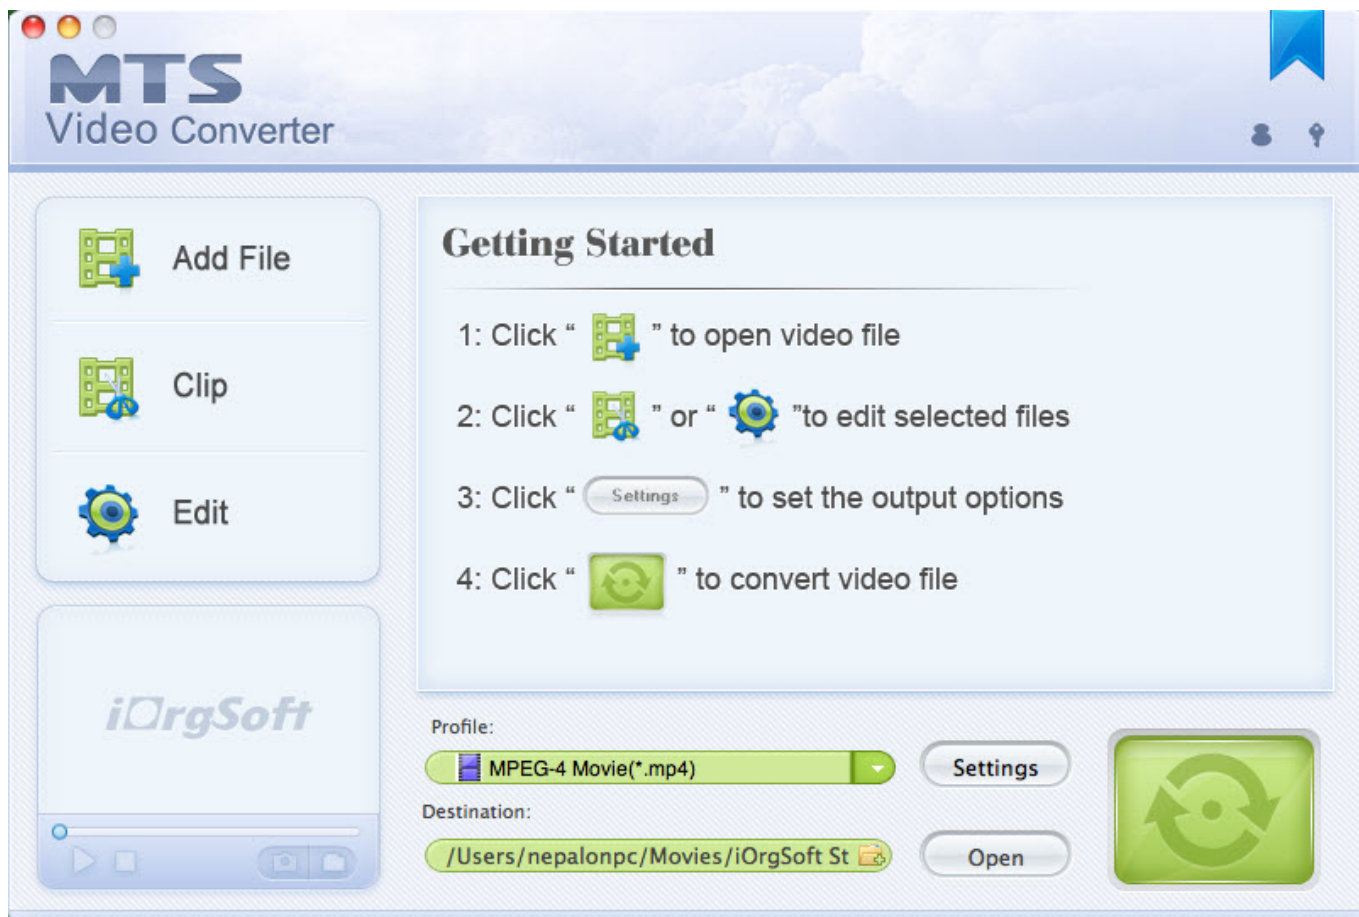 MTS
Video Converter
Add File
Clip
Edit
Getting Started
1: Click “ ” to open video file
2: Click “ ” or “ ”to edit selected files
3: Click “ Settings ” to set the output options
4: Click “ ” to convert video file
iOrgSoft
Profile:
MPEG-4 Movie(*.mp4)
Settings
Destination:
/Users/nepalonpc/Movies/iOrgSoft St
Open